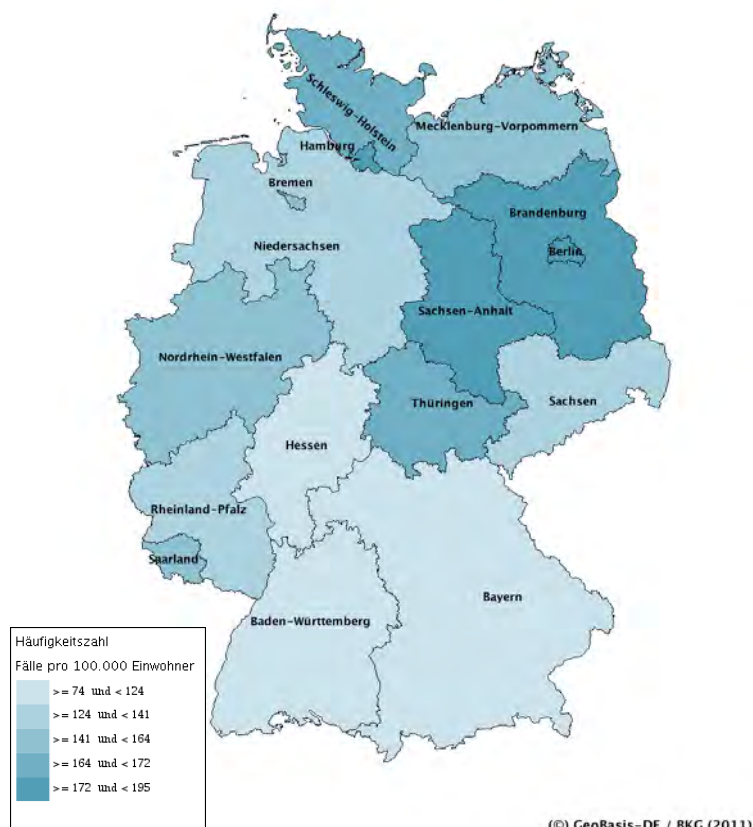 Schleswig-Holstein
Mecklenburg-Vorpommern
Hamburg
Bremen
Brandenburg
Niedersachsen
Berlin
Sachsen-Anhalt
Nordrhein-Westfalen
Thüringen
Sachsen
Hessen
Rheinland-Pfalz
Saarland
Bayern
Baden-Württemberg
Häufigkeitszahl
Fälle pro 100.000 Einwohner
>= 74 und < 124
>= 124 und < 141
>= 141 und < 164
>= 164 und < 172
>= 172 und < 195
(©) GeoBasis-DE / BKG (2011)